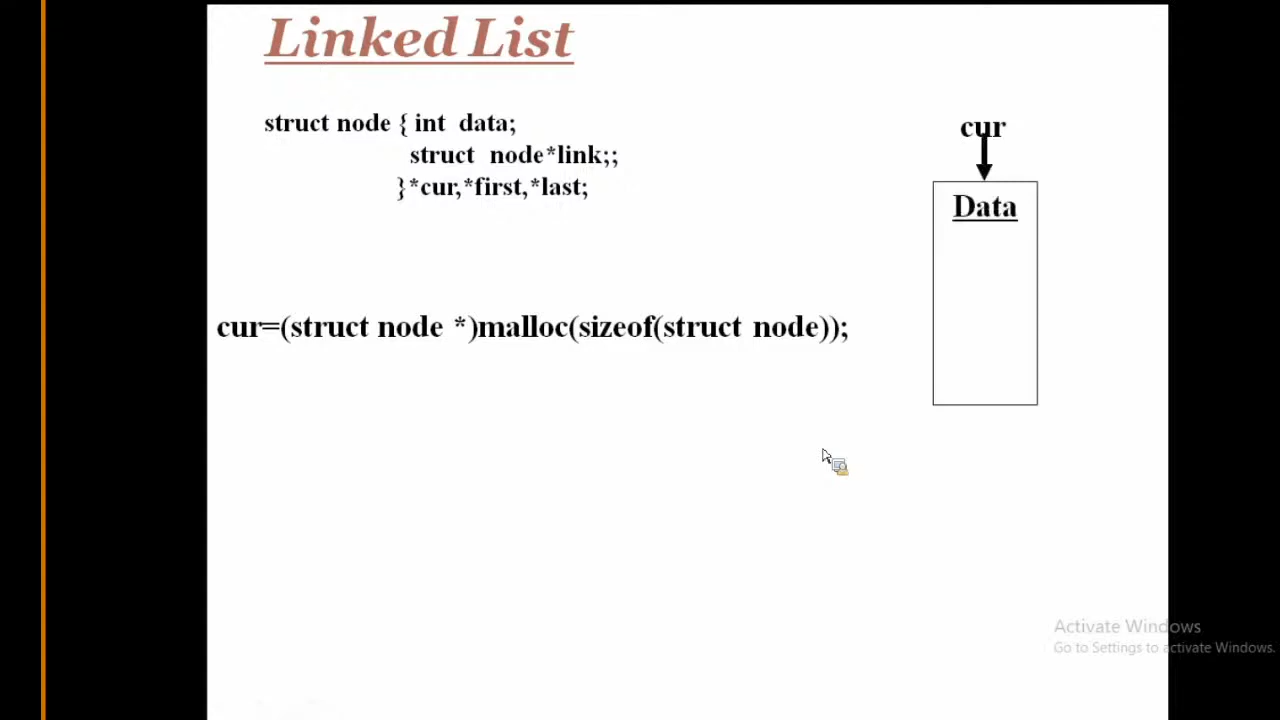 Linked List
struct node { int data;
struct node*link;;
}*cur,*first,*last;
cur
Data
cur=(struct node *)malloc(sizeof(struct node));
Activate Windows
Go to Settings to activate Windows.